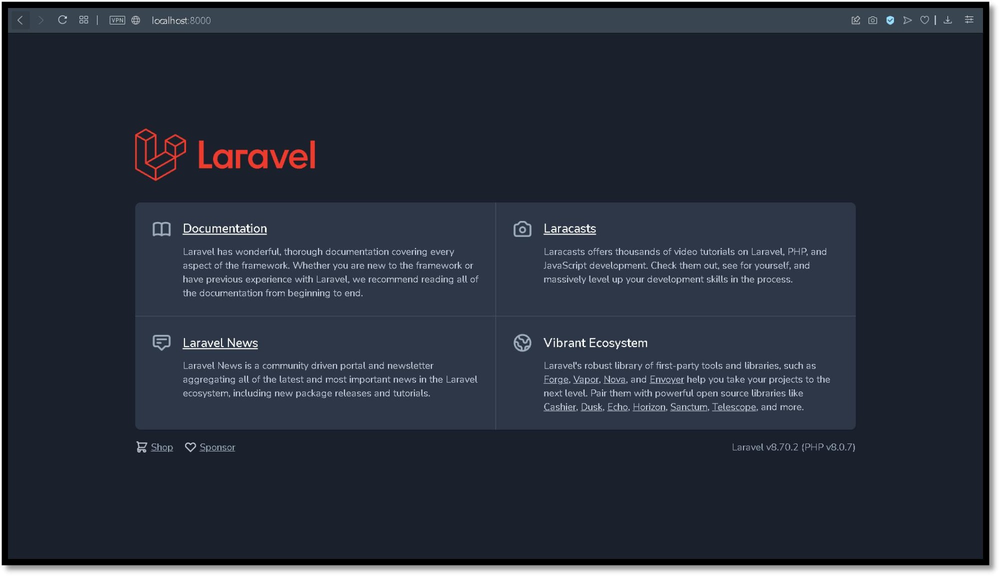 VPN localhost:8000
Laravel
Documentation
Laravel has wonderful, thorough documentation covering every
aspect of the framework. Whether you are new to the framework or
have previous experience with Laravel, we recommend reading all of
the documentation from beginning to end.
Laracasts
Laracasts offers thousands of video tutorials on Laravel, PHP, and
JavaScript development. Check them out, see for yourself, and
massively level up your development skills in the process.
Laravel News
Laravel News is a community driven portal and newsletter
aggregating all of the latest and most important news in the Laravel
ecosystem, including new package releases and tutorials.
Vibrant Ecosystem
Laravel's robust library of first-party tools and libraries, such as
Forge, Vapor, Nova, and Envoyer help you take your projects to the
next level. Pair them with powerful open source libraries like
Cashier, Dusk, Echo, Horizon, Sanctum, Telescope, and more.
Shop Sponsor
Laravel v8.70.2 (PHP v8.0.7)